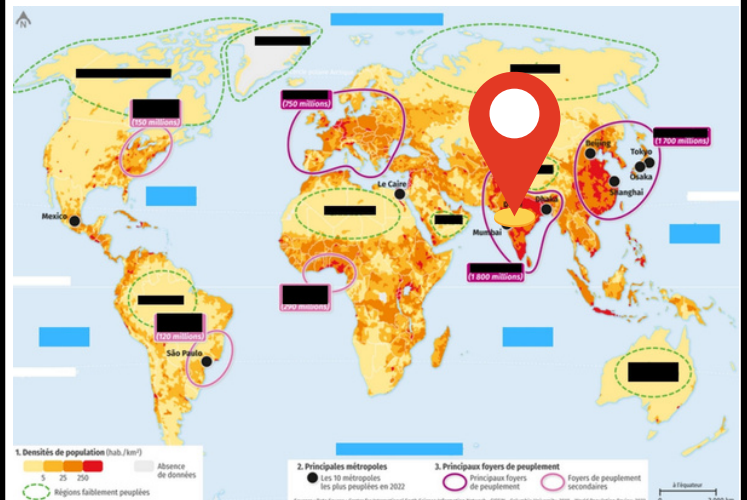 N
(150 millions)
(750 millions)
(1 700 millions)
Beijing
Tokyo
Osaka
Shanghai
Le Caire
Mexico
Mumbai
(1 800 millions)
(290 millions)
(120 millions)
São Paulo
1. Densités de population (hab./km²)
5 25 250
Absence
de données
Régions faiblement peuplées
2. Principales métropoles
Les 10 métropoles
les plus peuplées en 2022
3. Principaux foyers de peuplement
Principaux foyers
de peuplement
Foyers de peuplement
secondaires
à l'équateur